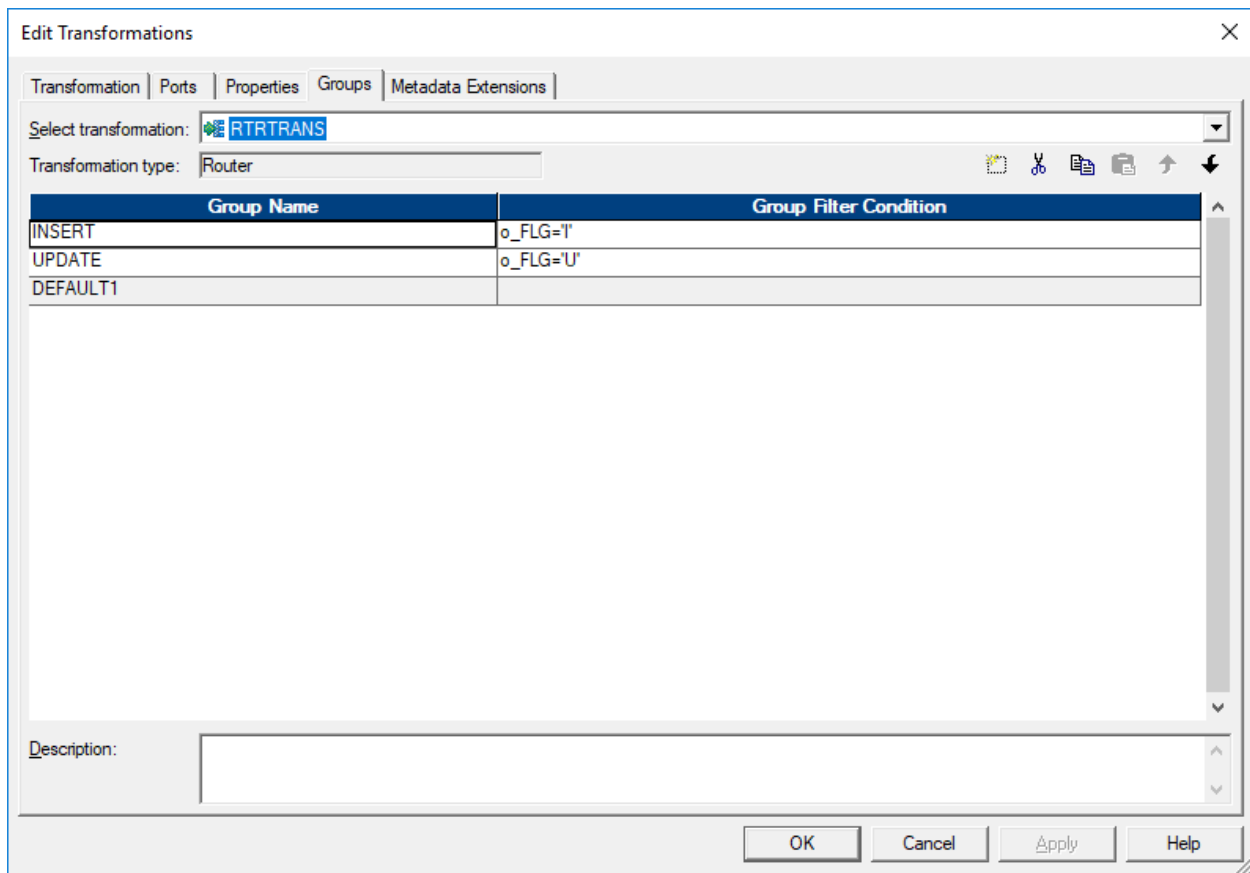 Edit Transformations
Transformation Ports Properties Groups Metadata Extensions
Select transformation: RTRTRANS
Transformation type: Router
Group Name Group Filter Condition
INSERT o_FLG='I'
UPDATE o_FLG='U'
DEFAULT1
Description:
OK Cancel Apply Help